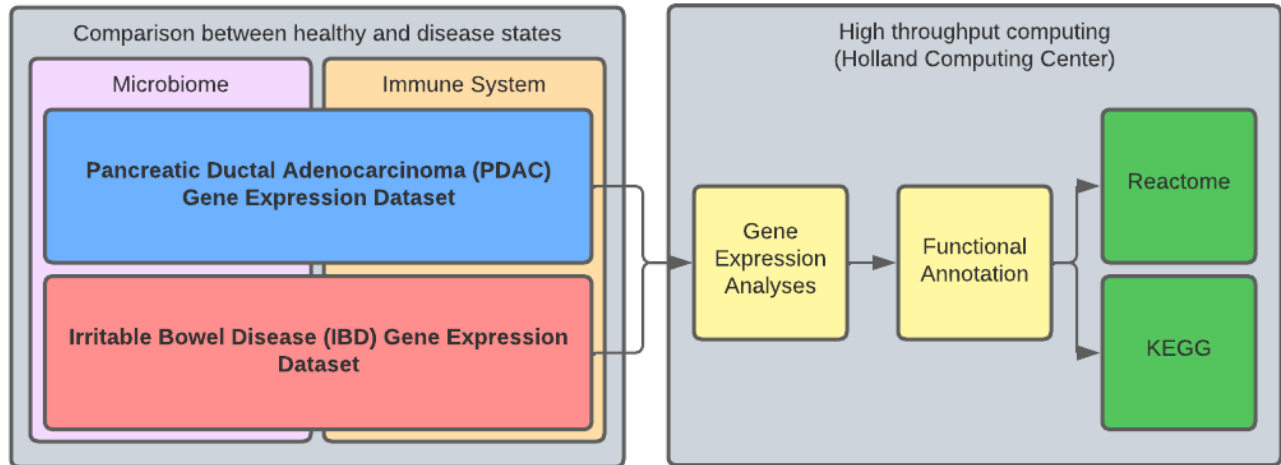 Comparison between healthy and disease states
Microbiome
Immune System
Pancreatic Ductal Adenocarcinoma (PDAC)
Gene Expression Dataset
Irritable Bowel Disease (IBD) Gene Expression
Dataset
High throughput computing
(Holland Computing Center)
Gene
Expression
Analyses
Functional
Annotation
Reactome
KEGG